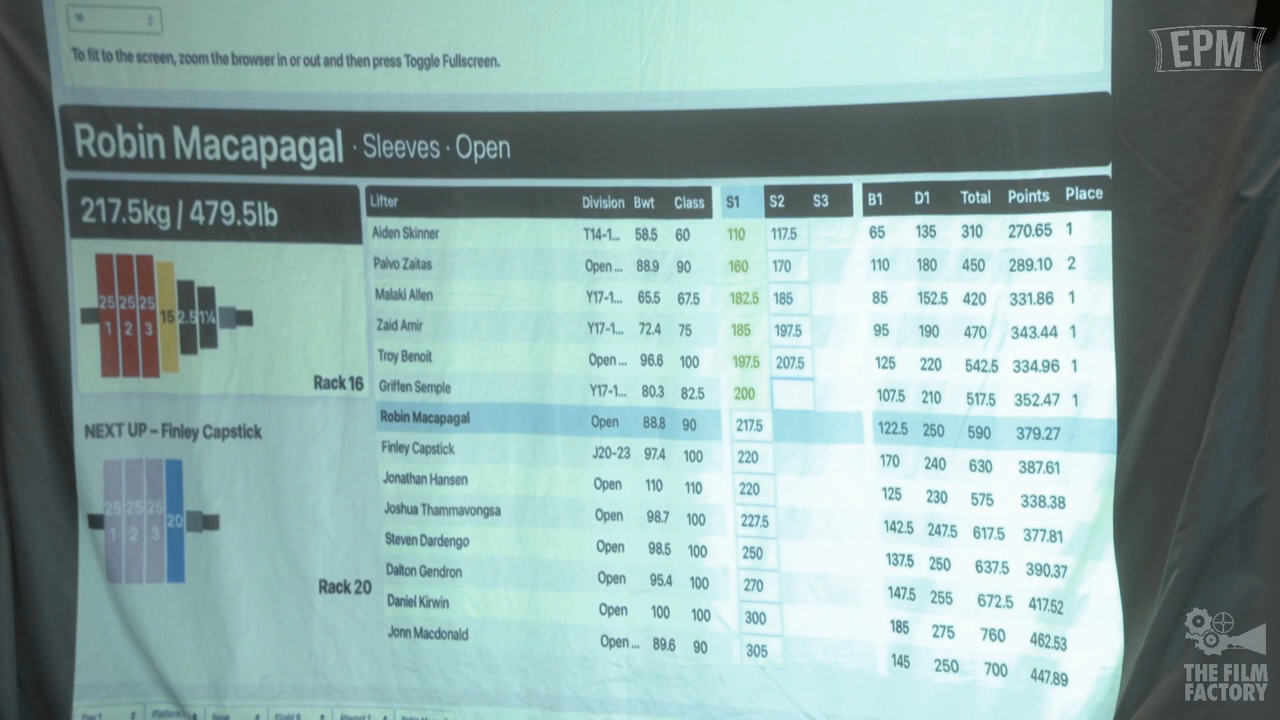 10
EPM
To fit to the screen, zoom the browser in or out and then press Toggle Fullscreen.
Robin Macapagal · Sleeves · Open
217.5kg / 479.5lb
25 25 25 15 2.5 1¼
1 2 3
Rack 16
NEXT UP – Finley Capstick
25 25 25 20
1 2 3
Rack 20
Lifter Division Bwt Class S1 S2 S3 B1 D1 Total Points Place
Aiden Skinner T14-1... 58.5 60 110 117.5 65 135 310 270.65 1
Palvo Zaitas Open ... 88.9 90 160 170 110 180 450 289.10 2
Malaki Allen Y17-1... 65.5 67.5 182.5 185 85 152.5 420 331.86 1
Zaid Amir Y17-1... 72.4 75 185 197.5 95 190 470 343.44 1
Troy Benoit Open ... 96.6 100 197.5 207.5 125 220 542.5 334.96 1
Griffen Semple Y17-1... 80.3 82.5 200 107.5 210 517.5 352.47 1
Robin Macapagal Open 88.8 90 217.5 122.5 250 590 379.27
Finley Capstick J20-23 97.4 100 220 170 240 630 387.61
Jonathan Hansen Open 110 110 220 125 230 575 338.38
Joshua Thammavongsa Open 98.7 100 227.5 142.5 247.5 617.5 377.81
Steven Dardengo Open 98.5 100 250 137.5 250 637.5 390.37
Dalton Gendron Open 95.4 100 270 147.5 255 672.5 417.52
Daniel Kirwin Open 100 100 300 185 275 760 462.53
Jonn Macdonald Open ... 89.6 90 305 145 250 700 447.89
THE FILM
FACTORY